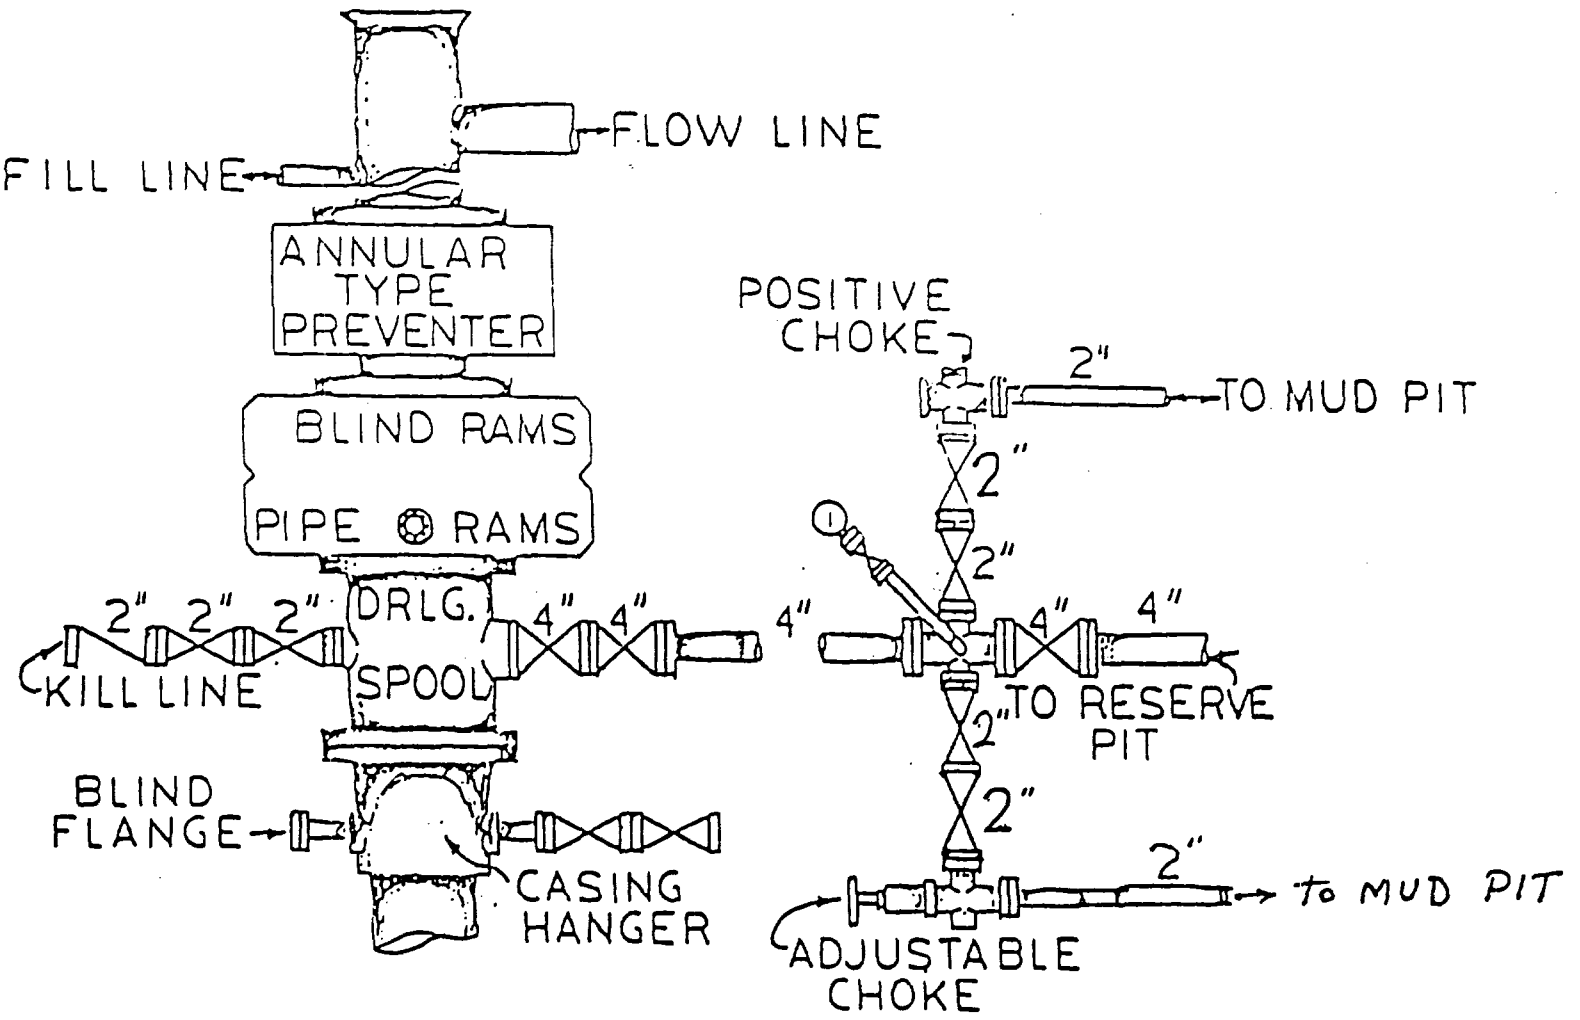 FLOW LINE
FILL LINE
ANNULAR
TYPE
PREVENTER
BLIND RAMS
PIPE RAMS
2" 2" 2"
DRLG.
SPOOL
4" 4"
4"
KILL LINE
BLIND
FLANGE
CASING
HANGER
POSITIVE
CHOKE
2"
TO MUD PIT
2"
2"
4" 4"
TO RESERVE
PIT
2"
2"
2"
to MUD PIT
ADJUSTABLE
CHOKE